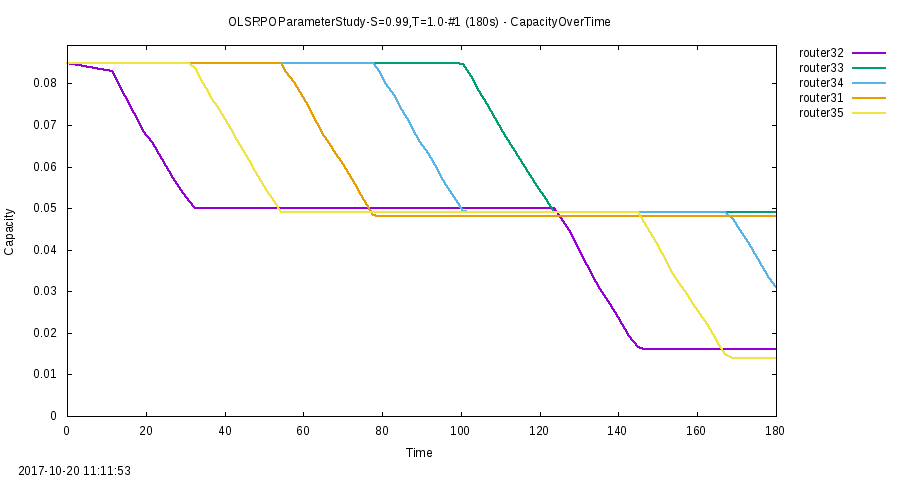 OLSRPOParameterStudy-S=0.99,T=1.0-#1 (180s) - CapacityOverTime
router32
router33
router34
router31
router35
0.08
0.07
0.06
0.05
0.04
0.03
0.02
0.01
0
Capacity
0 20 40 60 80 100 120 140 160 180
Time
2017-10-20 11:11:53